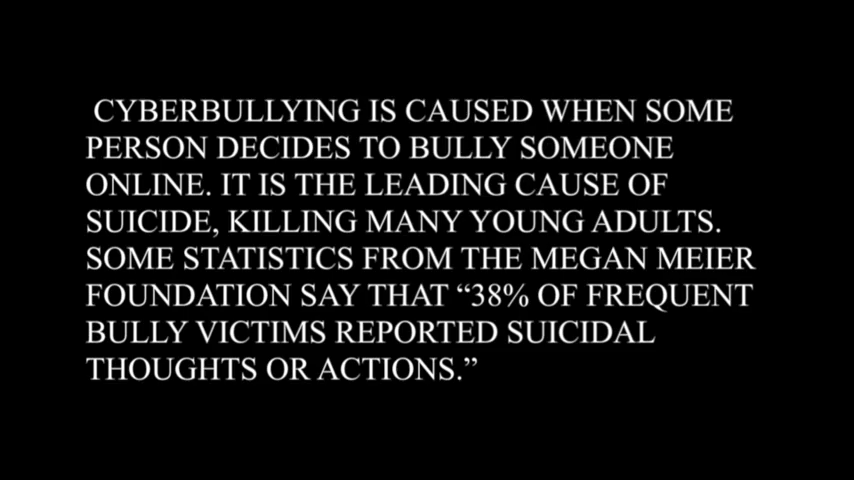 CYBERBULLYING IS CAUSED WHEN SOME
PERSON DECIDES TO BULLY SOMEONE
ONLINE. IT IS THE LEADING CAUSE OF
SUICIDE, KILLING MANY YOUNG ADULTS.
SOME STATISTICS FROM THE MEGAN MEIER
FOUNDATION SAY THAT “38% OF FREQUENT
BULLY VICTIMS REPORTED SUICIDAL
THOUGHTS OR ACTIONS.”